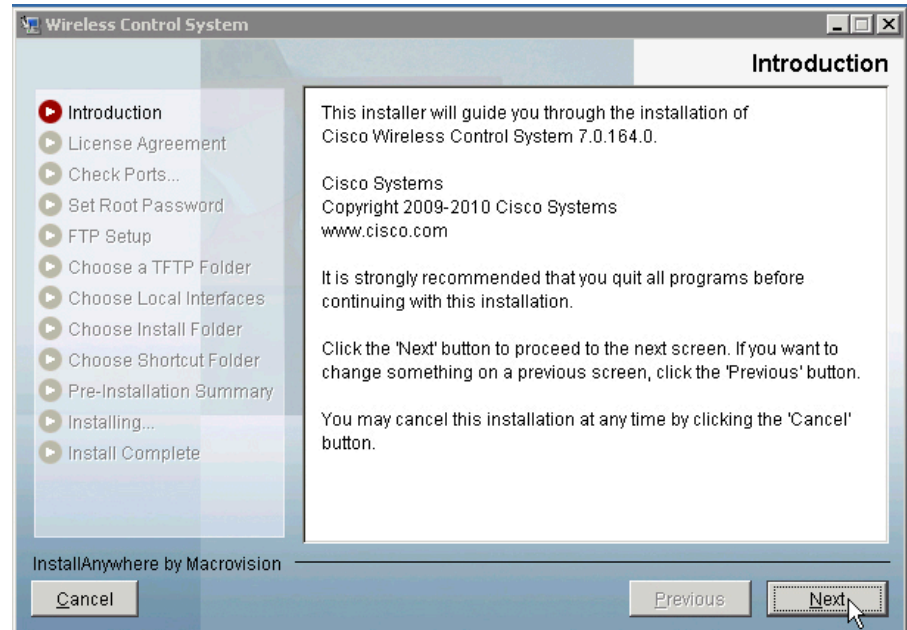 Wireless Control System
Introduction
Introduction
License Agreement
Check Ports...
Set Root Password
FTP Setup
Choose a TFTP Folder
Choose Local Interfaces
Choose Install Folder
Choose Shortcut Folder
Pre-Installation Summary
Installing...
Install Complete
This installer will guide you through the installation of
Cisco Wireless Control System 7.0.164.0.
Cisco Systems
Copyright 2009-2010 Cisco Systems
www.cisco.com
It is strongly recommended that you quit all programs before
continuing with this installation.
Click the 'Next' button to proceed to the next screen. If you want to
change something on a previous screen, click the 'Previous' button.
You may cancel this installation at any time by clicking the 'Cancel'
button.
InstallAnywhere by Macrovision
Cancel
Previous
Next